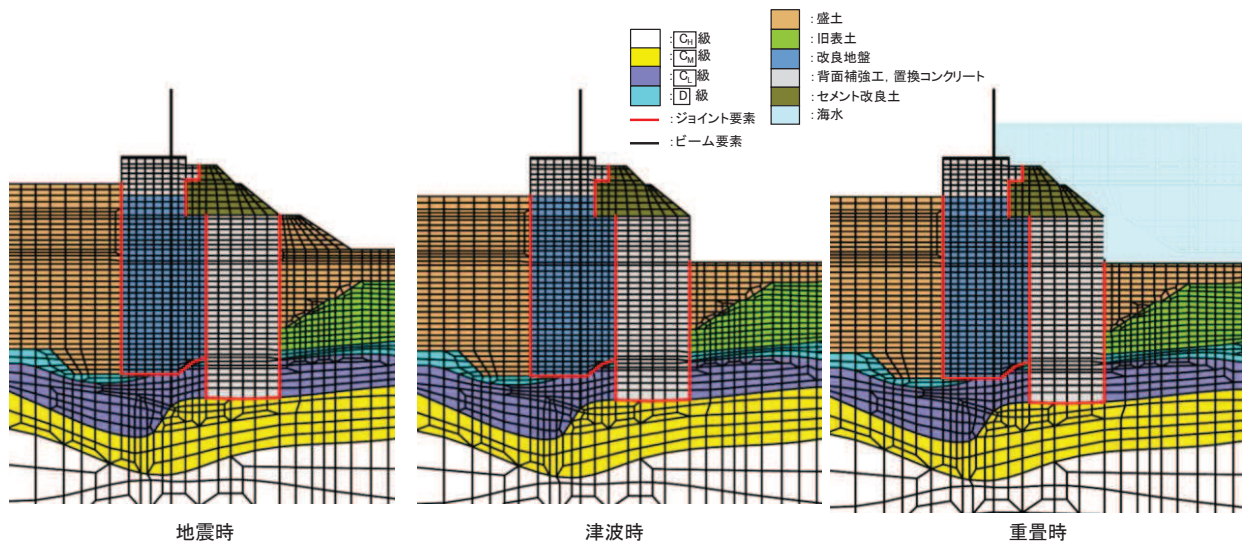 :C_H級
:C_M級
:C_L級
:D 級
:ジョイント要素
:ビーム要素
:盛土
:旧表土
:改良地盤
:背面補強工, 置換コンクリート
:セメント改良土
:海水
地震時
津波時
重畳時